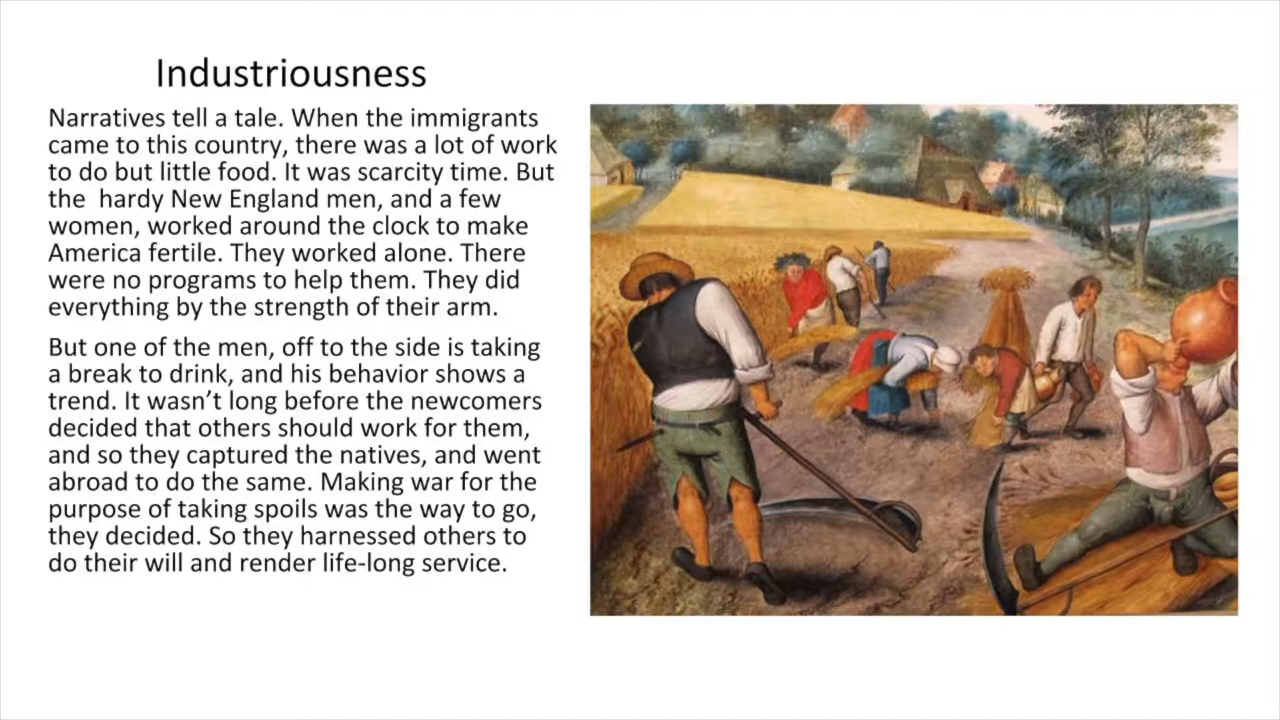 Industriousness
Narratives tell a tale. When the immigrants
came to this country, there was a lot of work
to do but little food. It was scarcity time. But
the  hardy New England men, and a few
women, worked around the clock to make
America fertile. They worked alone. There
were no programs to help them. They did
everything by the strength of their arm.
But one of the men, off to the side is taking
a break to drink, and his behavior shows a
trend. It wasn’t long before the newcomers
decided that others should work for them,
and so they captured the natives, and went
abroad to do the same. Making war for the
purpose of taking spoils was the way to go,
they decided. So they harnessed others to
do their will and render life-long service.